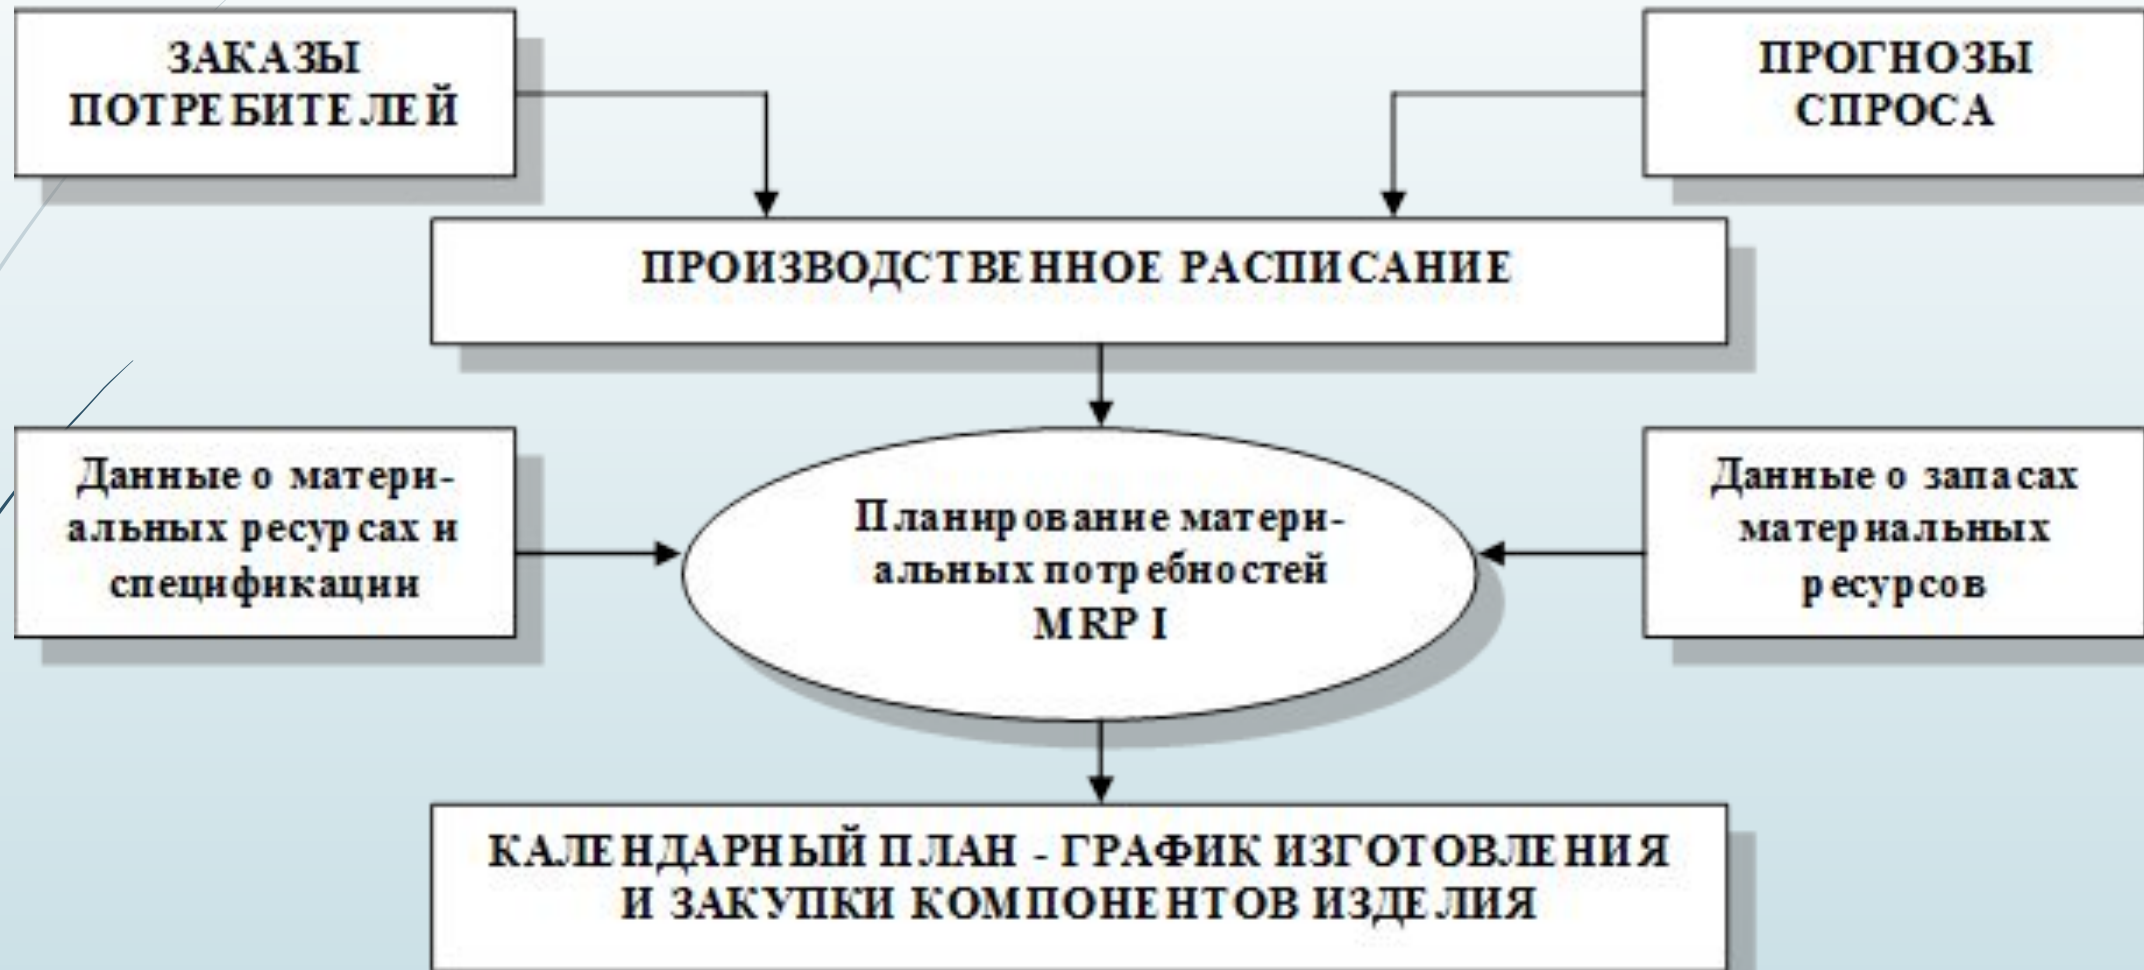 ЗАКАЗЫ
ПОТРЕБИТЕЛЕЙ
ПРОГНОЗЫ
СПРОСА
ПРОИЗВОДСТВЕННОЕ РАСПИСАНИЕ
Данные о матери-
альных ресурсах и
спецификации
Планирование матери-
альных потребностей
MRP I
Данные о запасах
материальных
ресурсов
КАЛЕНДАРНЫЙ ПЛАН - ГРАФИК ИЗГОТОВЛЕНИЯ
И ЗАКУПКИ КОМПОНЕНТОВ ИЗДЕЛИЯ